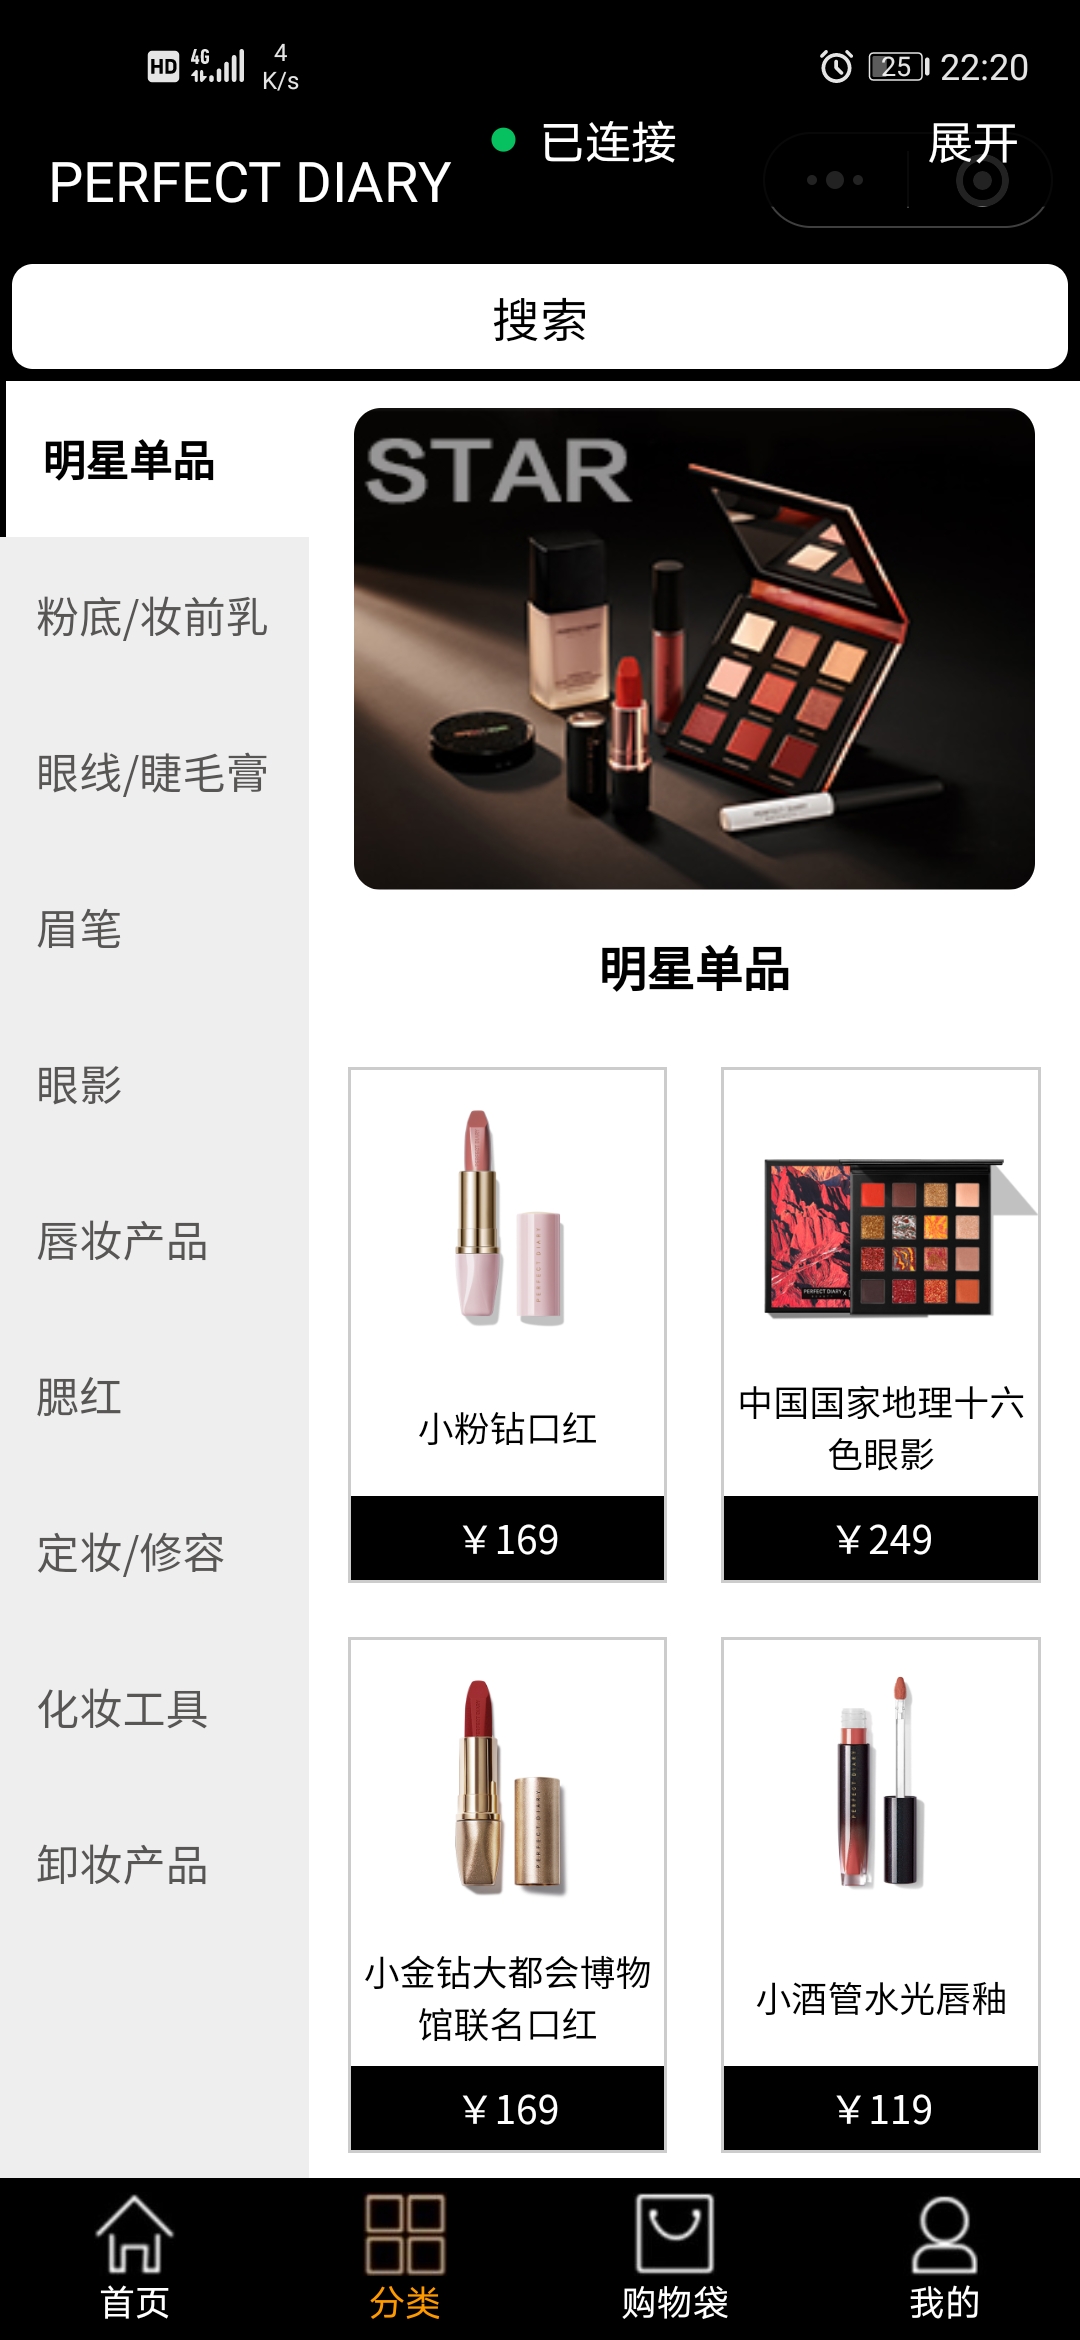 HD 4G 4 K/s 25 22:20
已连接 展开
PERFECT DIARY
搜索
明星单品
粉底/妆前乳
眼线/睫毛膏
眉笔
眼影
唇妆产品
腮红
定妆/修容
化妆工具
卸妆产品
STAR
明星单品
小粉钻口红
￥169
中国国家地理十六
色眼影
￥249
小金钻大都会博物
馆联名口红
￥169
小酒管水光唇釉
￥119
首页
分类
购物袋
我的